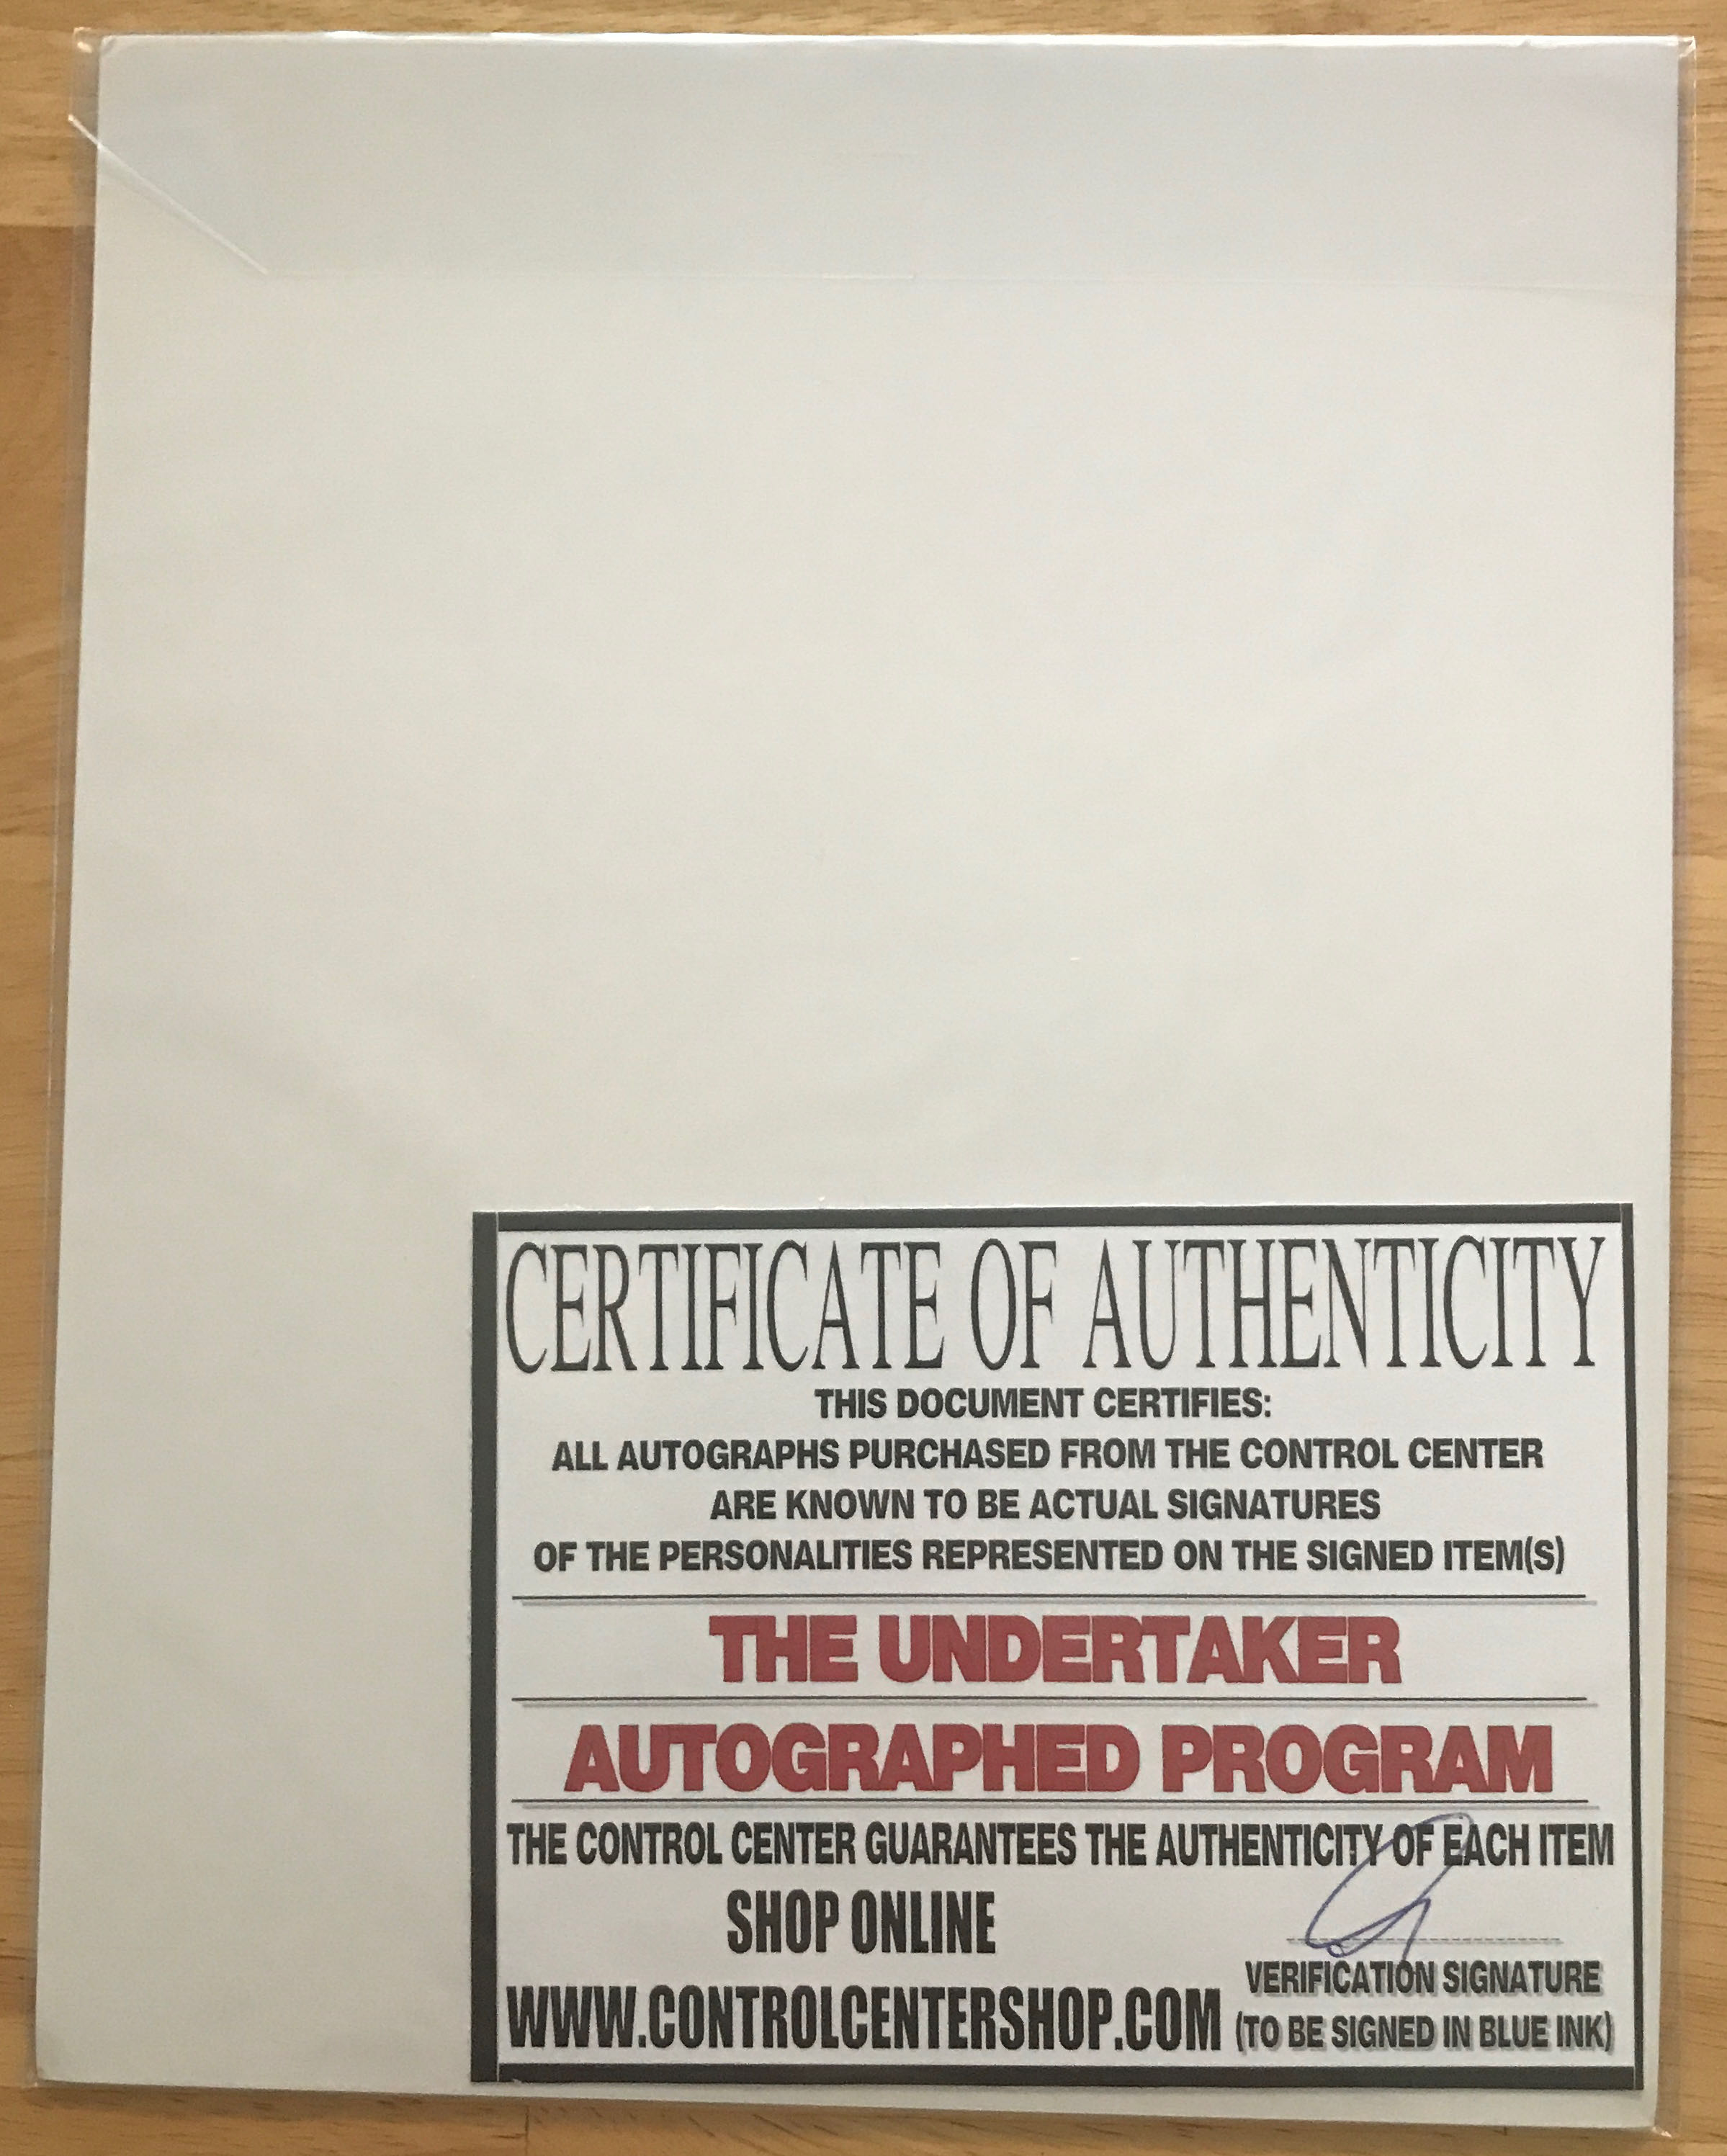 CERTIFICATE OF AUTHENTICITY
THIS DOCUMENT CERTIFIES:
ALL AUTOGRAPHS PURCHASED FROM THE CONTROL CENTER
ARE KNOWN TO BE ACTUAL SIGNATURES
OF THE PERSONALITIES REPRESENTED ON THE SIGNED ITEM(S)
THE UNDERTAKER
AUTOGRAPHED PROGRAM
THE CONTROL CENTER GUARANTEES THE AUTHENTICITY OF EACH ITEM
SHOP ONLINE
WWW.CONTROLCENTERSHOP.COM
VERIFICATION SIGNATURE
(TO BE SIGNED IN BLUE INK)